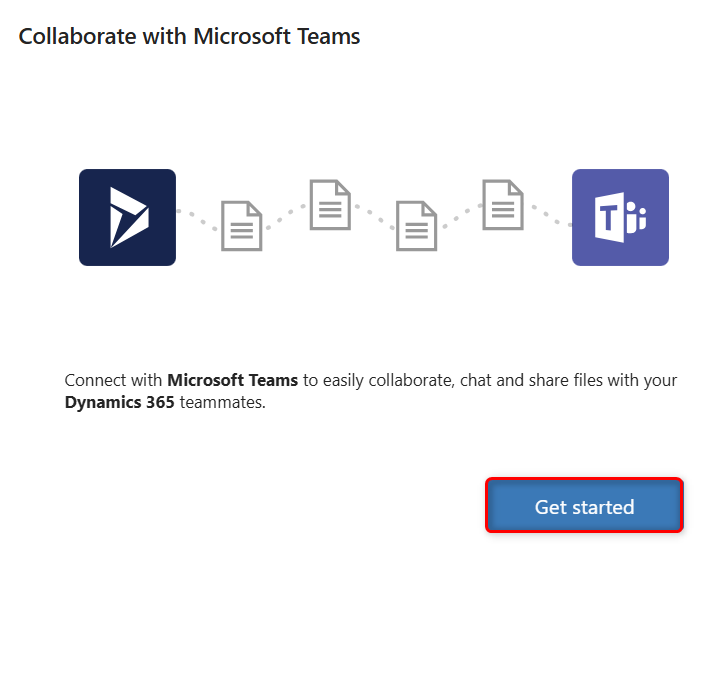 Collaborate with Microsoft Teams
T
Connect with Microsoft Teams to easily collaborate, chat and share files with your
Dynamics 365 teammates.
Get started